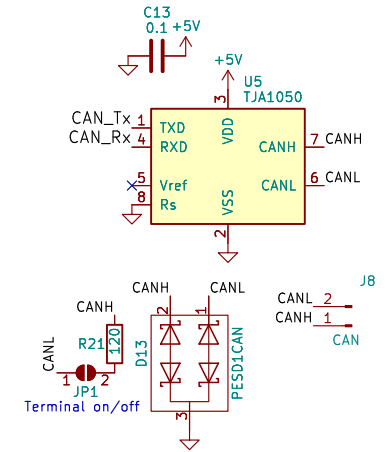 C13
0.1
+5V
+5V
U5
TJA1050
3
CAN_Tx 1 TXD
VDD
CAN_Rx 4 RXD
CANH 7 CANH
5 Vref
CANL 6 CANL
8 Rs
VSS
2
J8
CANH
CANL
CANL 2
CANH 1
CAN
CANH
2
1
R21
120
D13
PESD1CAN
CANL
1
2
JP1
3
Terminal on/off